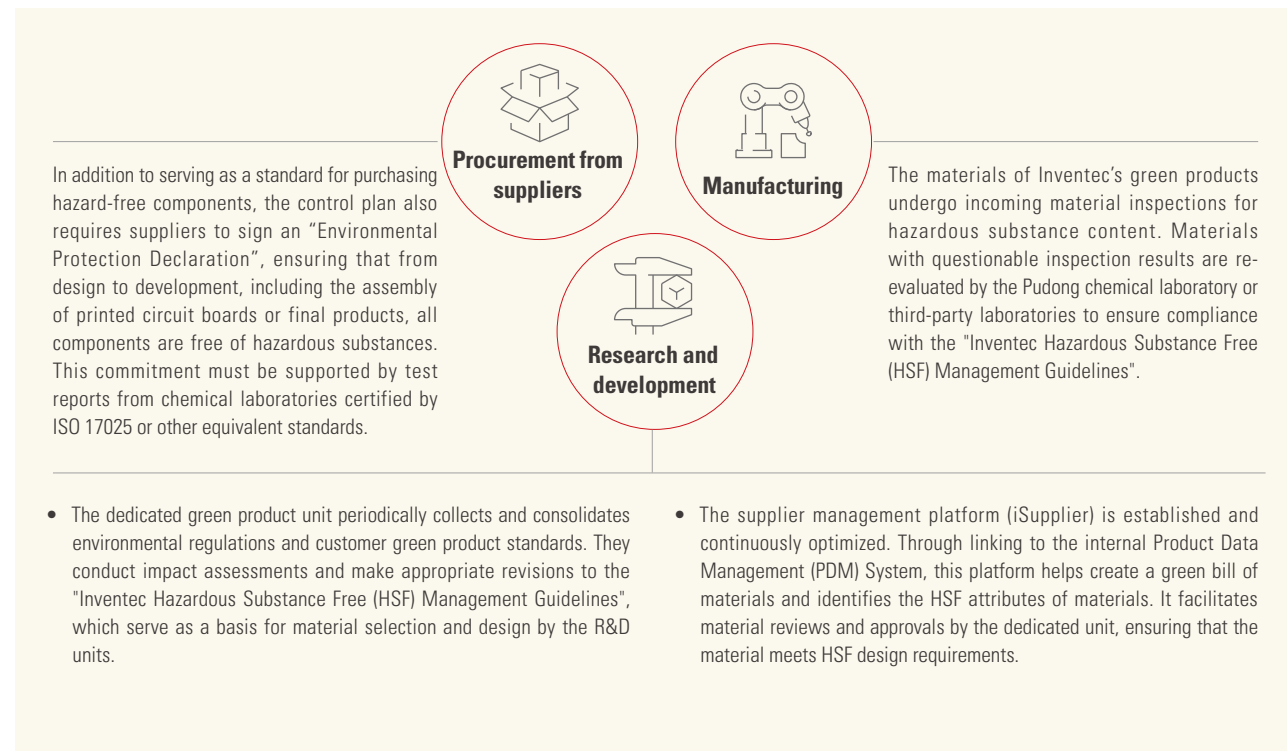 Procurement from
suppliers
In addition to serving as a standard for purchasing
hazard-free components, the control plan also
requires suppliers to sign an “Environmental
Protection Declaration”, ensuring that from
design to development, including the assembly
of printed circuit boards or final products, all
components are free of hazardous substances.
This commitment must be supported by test
reports from chemical laboratories certified by
ISO 17025 or other equivalent standards.
Manufacturing
The materials of Inventec’s green products
undergo incoming material inspections for
hazardous substance content. Materials
with questionable inspection results are re-
evaluated by the Pudong chemical laboratory or
third-party laboratories to ensure compliance
with the "Inventec Hazardous Substance Free
(HSF) Management Guidelines".
Research and
development
• The dedicated green product unit periodically collects and consolidates
environmental regulations and customer green product standards. They
conduct impact assessments and make appropriate revisions to the
"Inventec Hazardous Substance Free (HSF) Management Guidelines",
which serve as a basis for material selection and design by the R&D
units.
• The supplier management platform (iSupplier) is established and
continuously optimized. Through linking to the internal Product Data
Management (PDM) System, this platform helps create a green bill of
materials and identifies the HSF attributes of materials. It facilitates
material reviews and approvals by the dedicated unit, ensuring that the
material meets HSF design requirements.